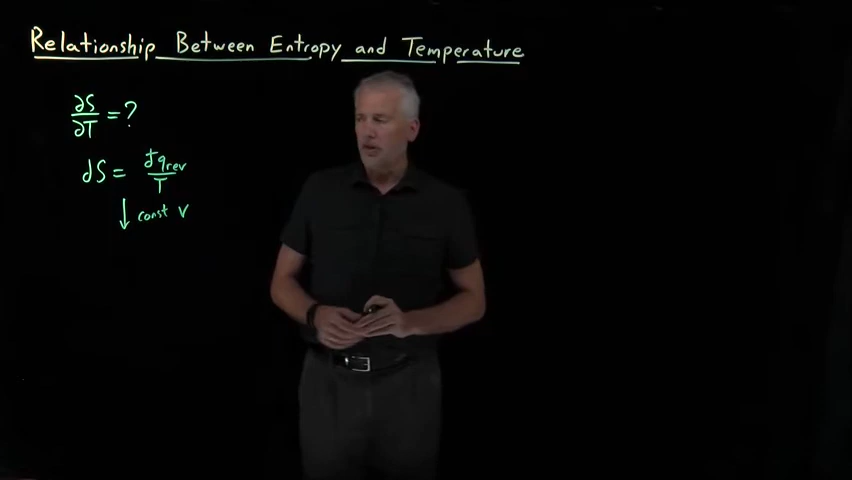 Relationship Between Entropy and Temperature
∂S/∂T = ?
dS = đq_rev/T
↓ const V